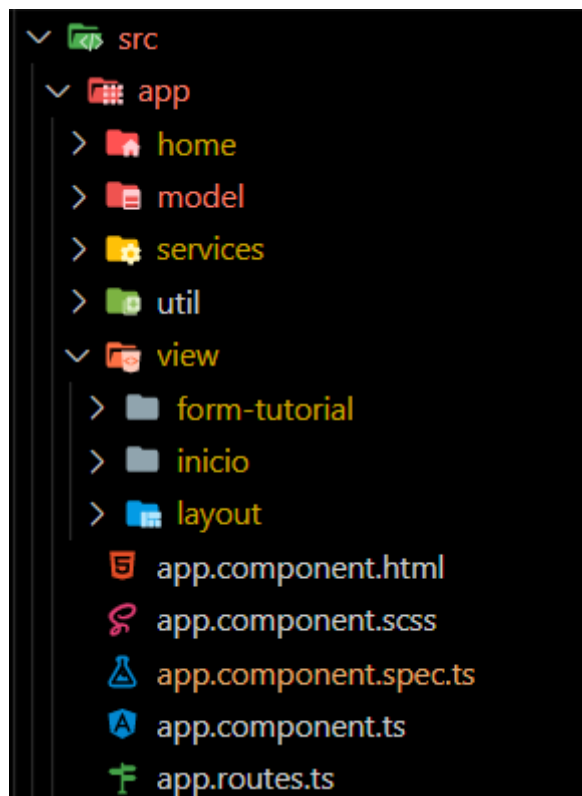 src
app
home
model
services
util
view
form-tutorial
inicio
layout
app.component.html
app.component.scss
app.component.spec.ts
app.component.ts
app.routes.ts